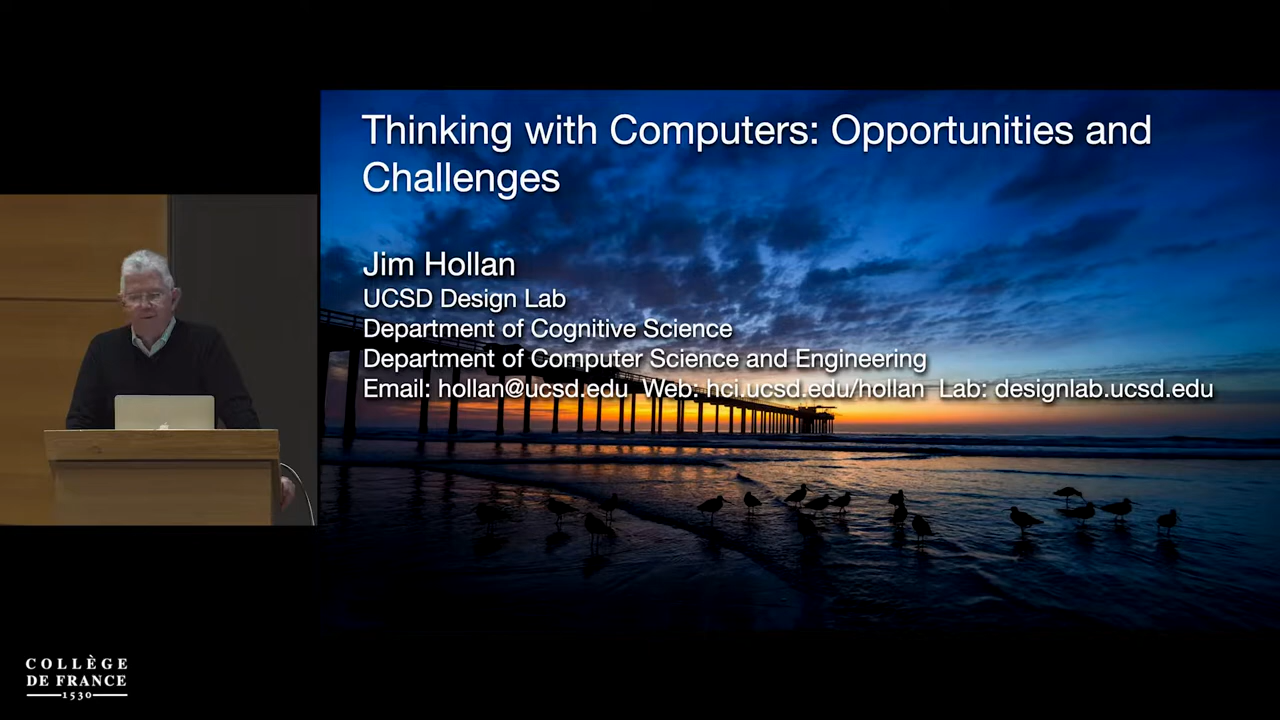 Thinking with Computers: Opportunities and
Challenges
Jim Hollan
UCSD Design Lab
Department of Cognitive Science
Department of Computer Science and Engineering
Email: hollan@ucsd.edu Web: hci.ucsd.edu/hollan Lab: designlab.ucsd.edu
COLLÈGE
DE FRANCE
1530